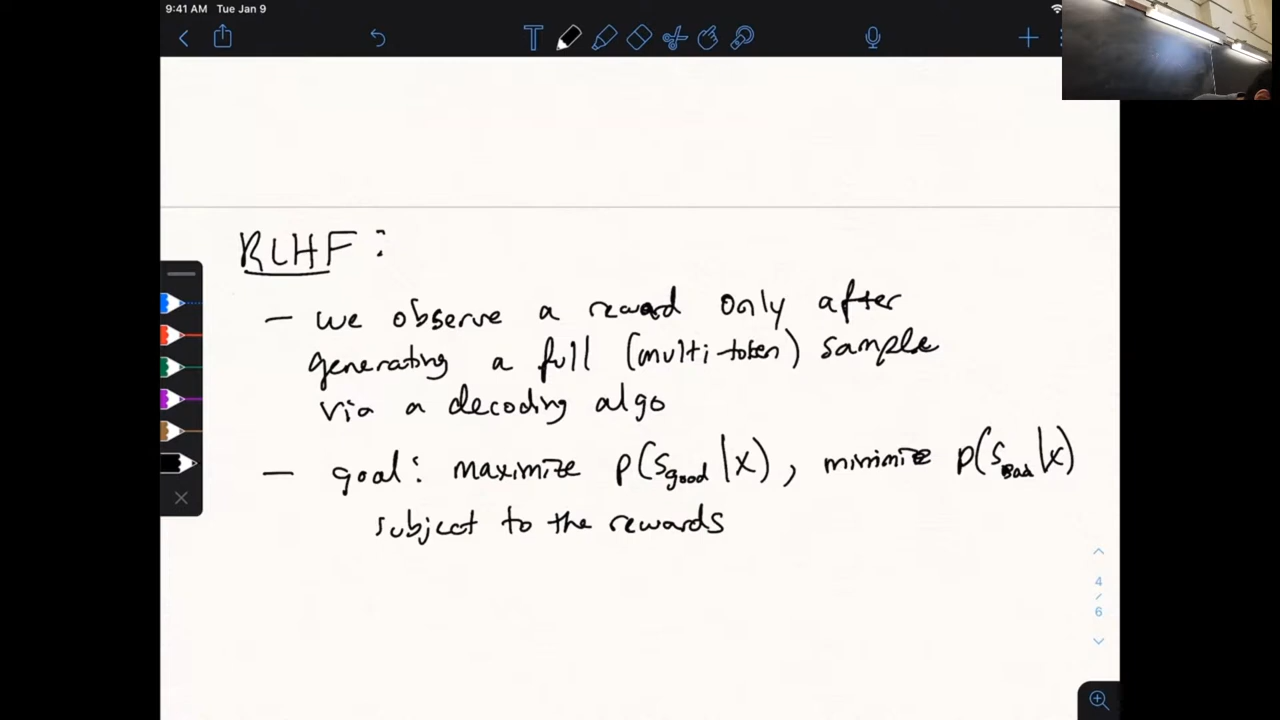 9:41 AM Tue Jan 9
T
RLHF:
– we observe a reward only after
generating a full (multi-token) sample
via a decoding algo
– goal: maximize p(s_good | x), minimize p(s_bad | x)
subject to the rewards
4
/
6